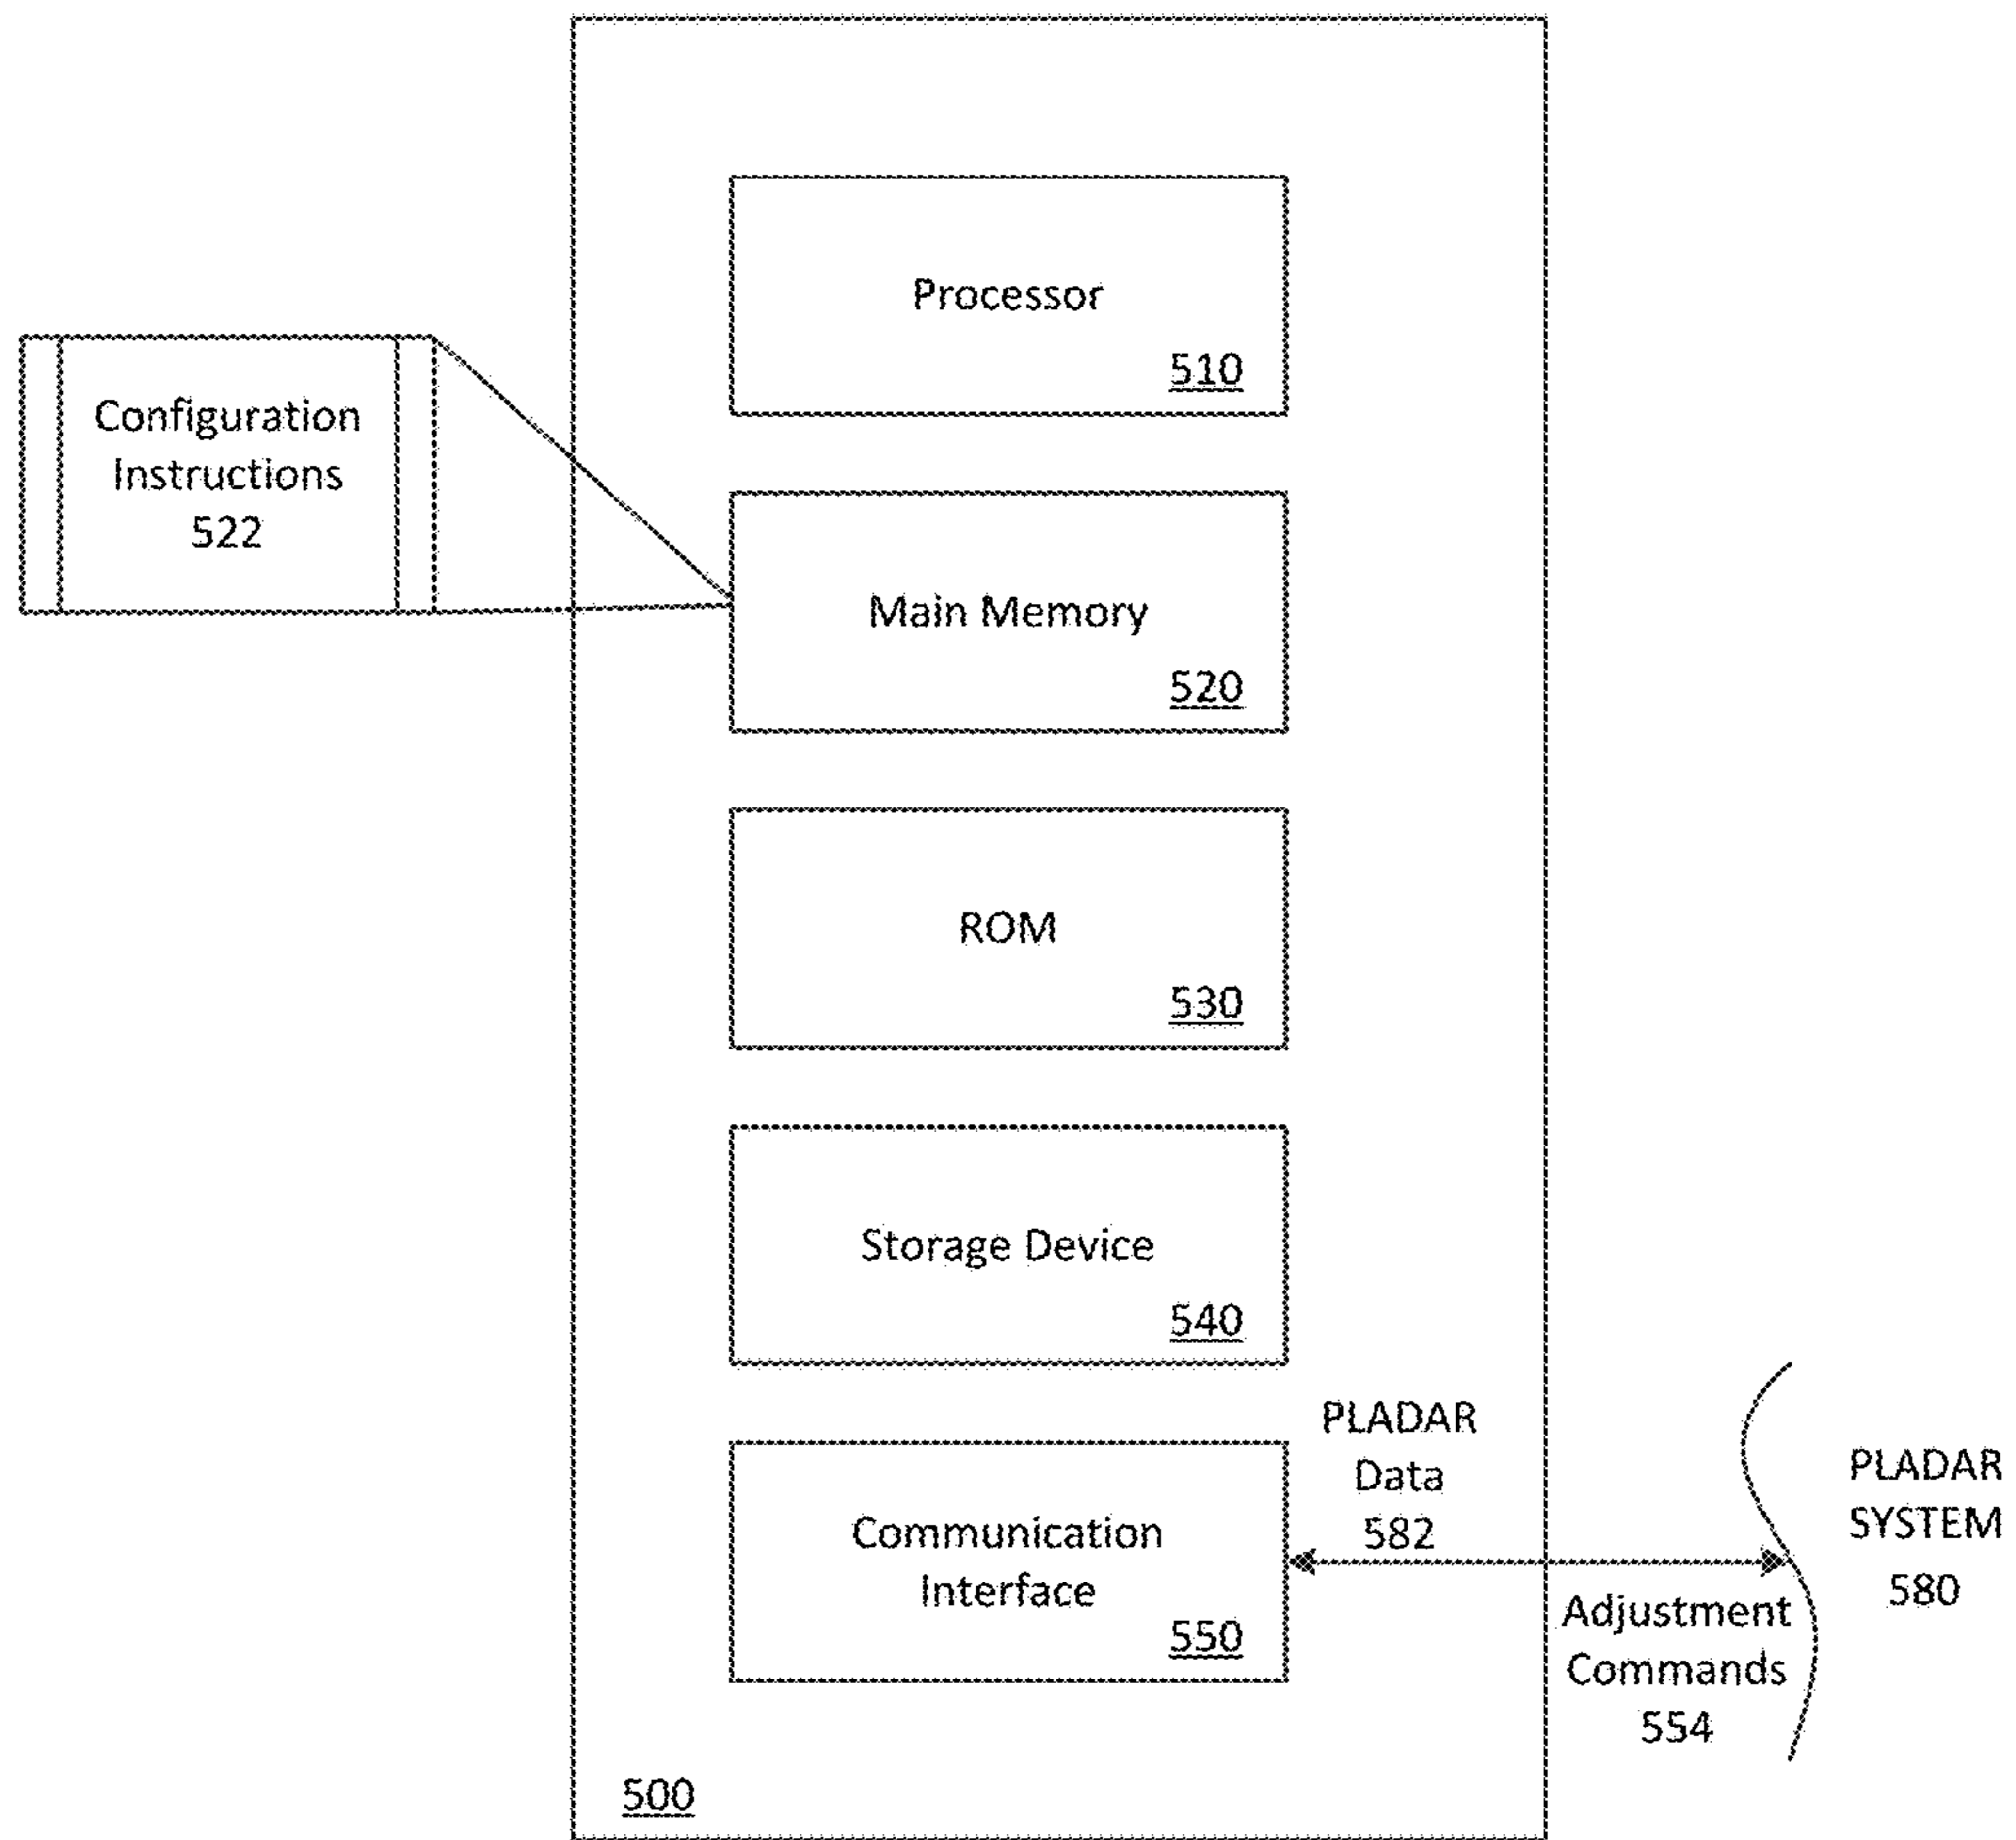 Processor
510
Configuration
Instructions
522
Main Memory
520
ROM
530
Storage Device
540
PLADAR
Data
582
Communication
Interface
550
PLADAR
SYSTEM
580
Adjustment
Commands
554
500